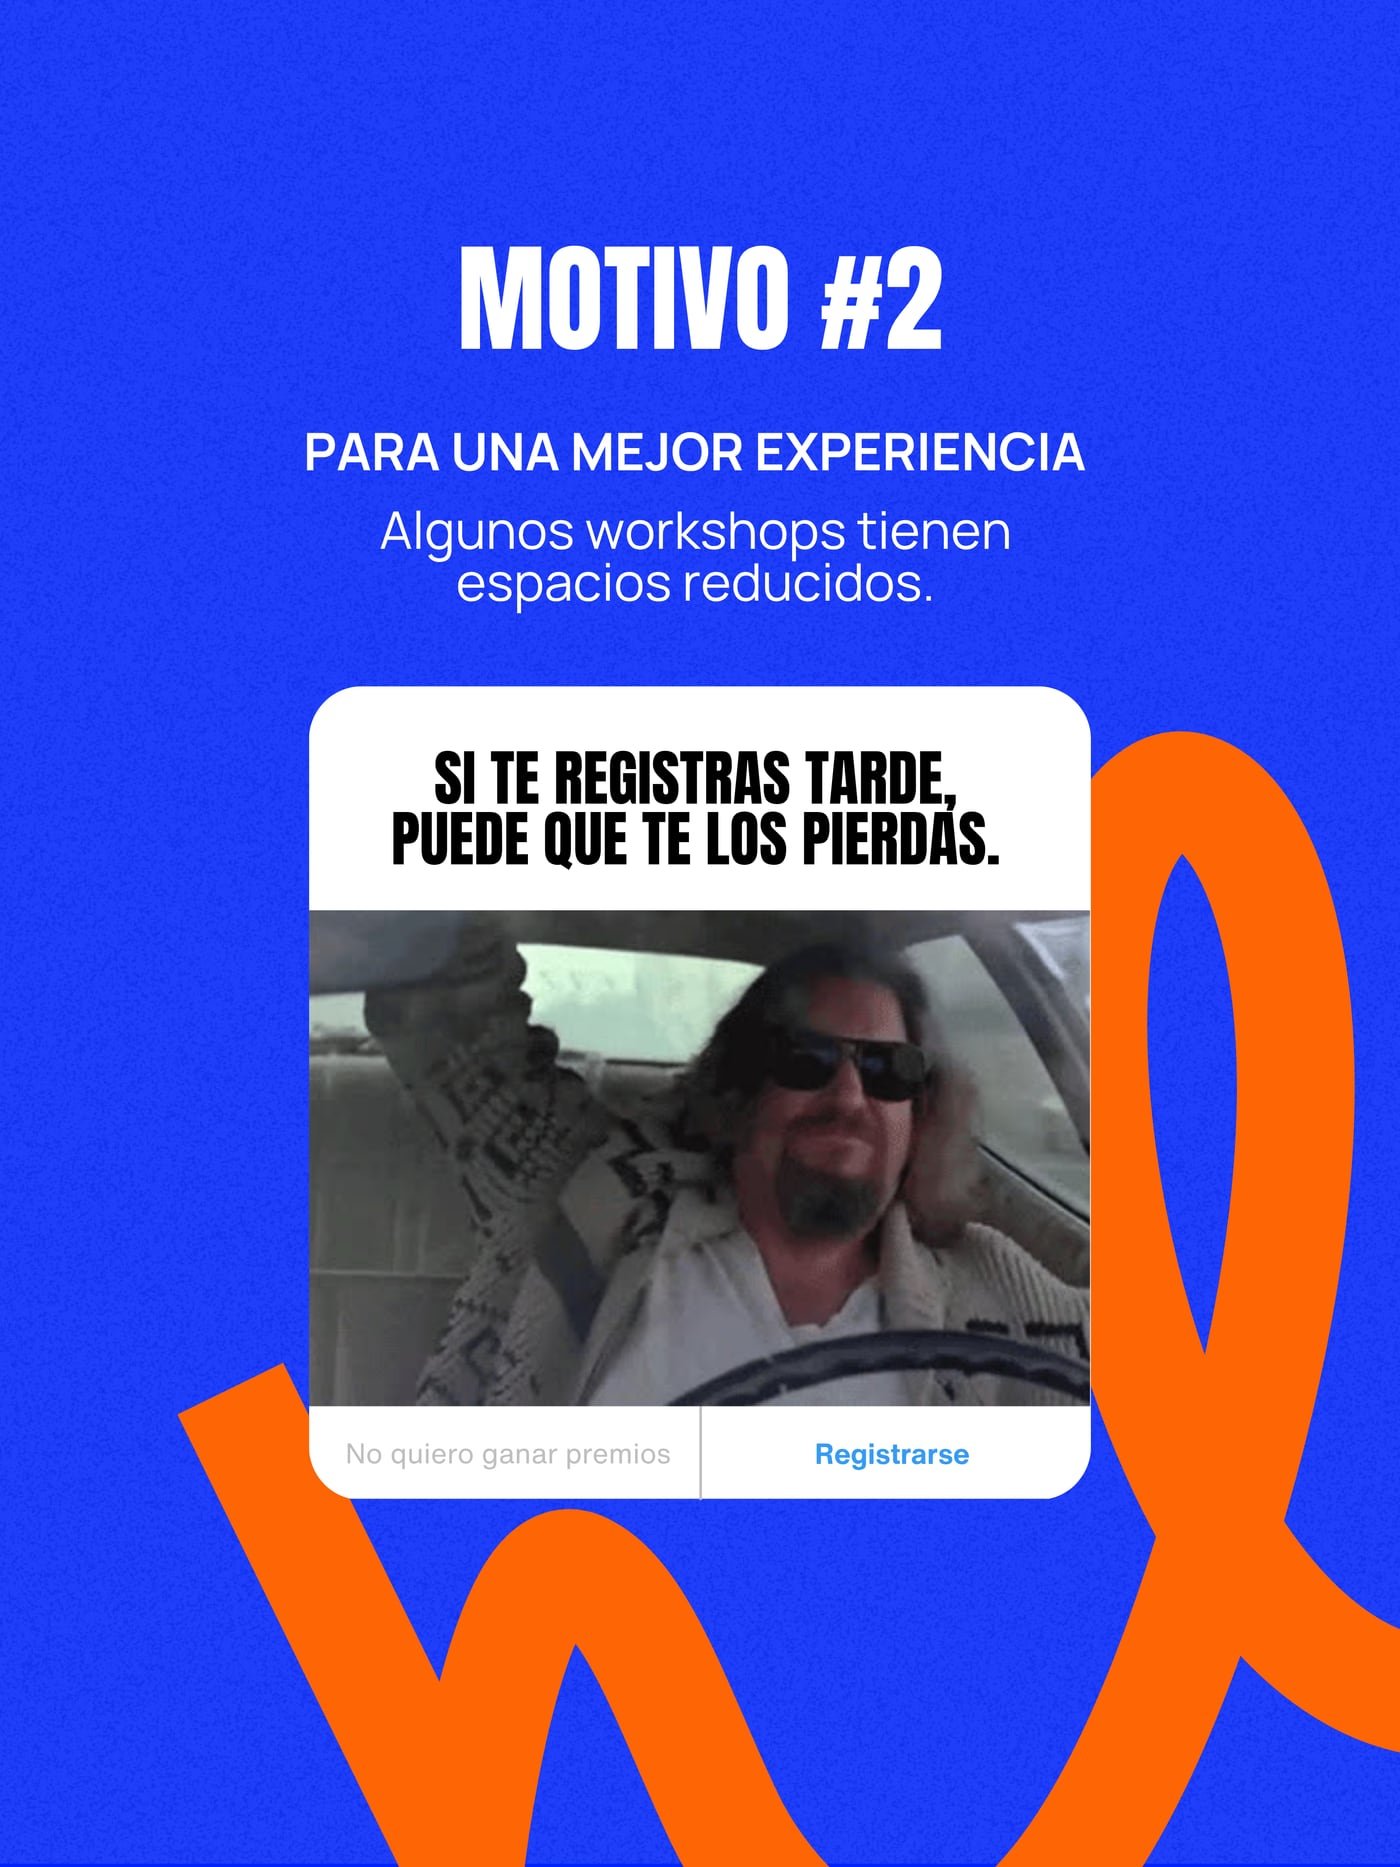 MOTIVO #2
PARA UNA MEJOR EXPERIENCIA
Algunos workshops tienen
espacios reducidos.
SI TE REGISTRAS TARDE,
PUEDE QUE TE LOS PIERDAS.
No quiero ganar premios
Registrarse